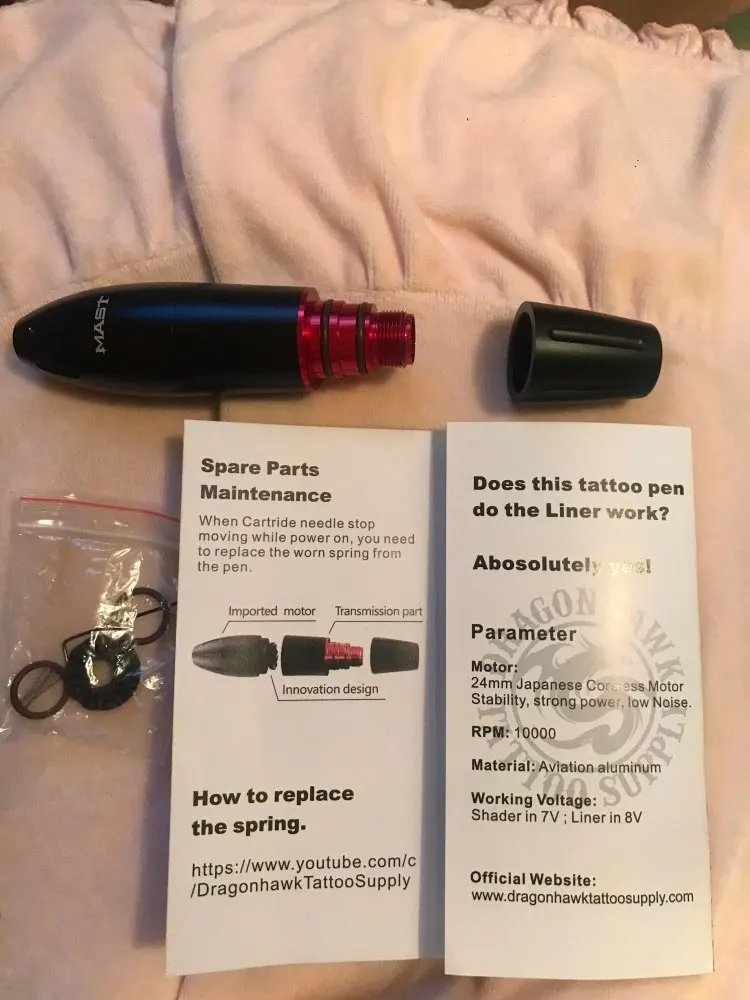 MAST
Spare Parts
Maintenance
When Cartride needle stop
moving while power on, you need
to replace the worn spring from
the pen.
Imported motor
Transmission part
Innovation design
How to replace
the spring.
https://www.youtube.com/c
/DragonhawkTattooSupply
Does this tattoo pen
do the Liner work?
Abosolutely yes!
Parameter
Motor:
24mm Japanese Coreless Motor
Stability, strong power, low Noise.
RPM: 10000
Material: Aviation aluminum
Working Voltage:
Shader in 7V ; Liner in 8V
Official Website:
www.dragonhawktattoosupply.com
DRAGONHAWK
TATTOO SUPPLY